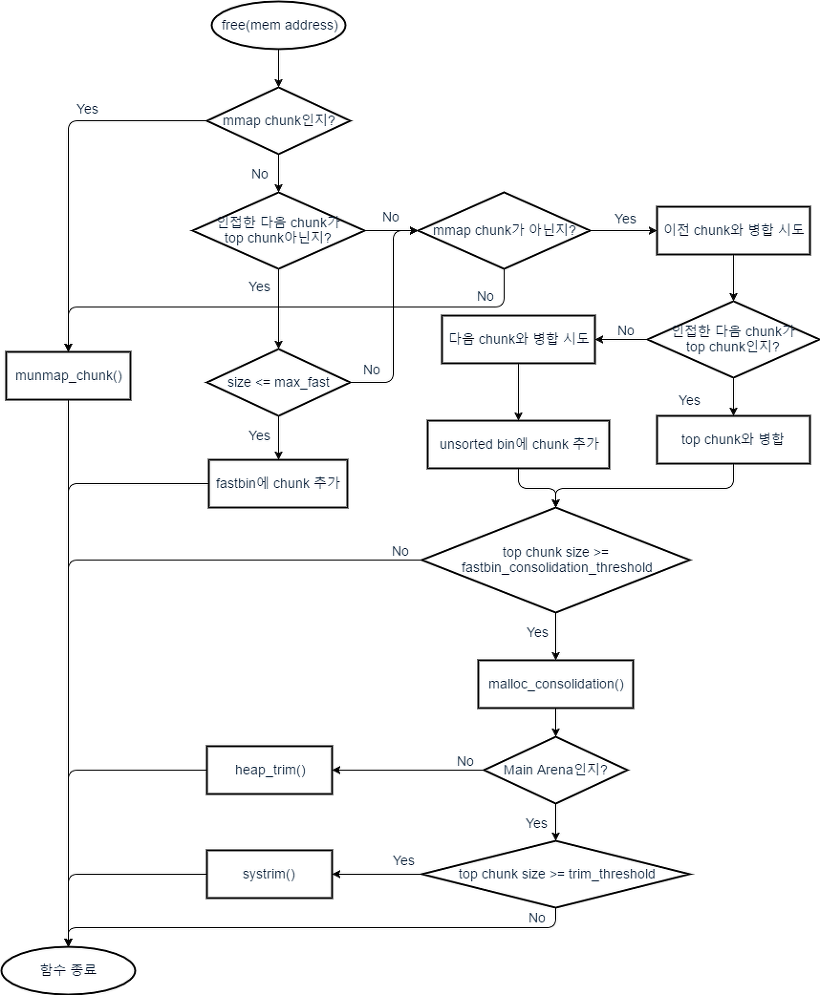 free(mem address)
Yes
mmap chunk인지?
No
인접한 다음 chunk가
top chunk아닌지?
No
mmap chunk가 아닌지?
Yes
이전 chunk와 병합 시도
Yes
No
다음 chunk와 병합 시도
No
인접한 다음 chunk가
top chunk인지?
munmap_chunk()
size <= max_fast
No
Yes
Yes
fastbin에 chunk 추가
unsorted bin에 chunk 추가
top chunk와 병합
No
top chunk size >=
fastbin_consolidation_threshold
Yes
malloc_consolidation()
heap_trim()
No
Main Arena인지?
Yes
systrim()
Yes
top chunk size >= trim_threshold
No
함수 종료